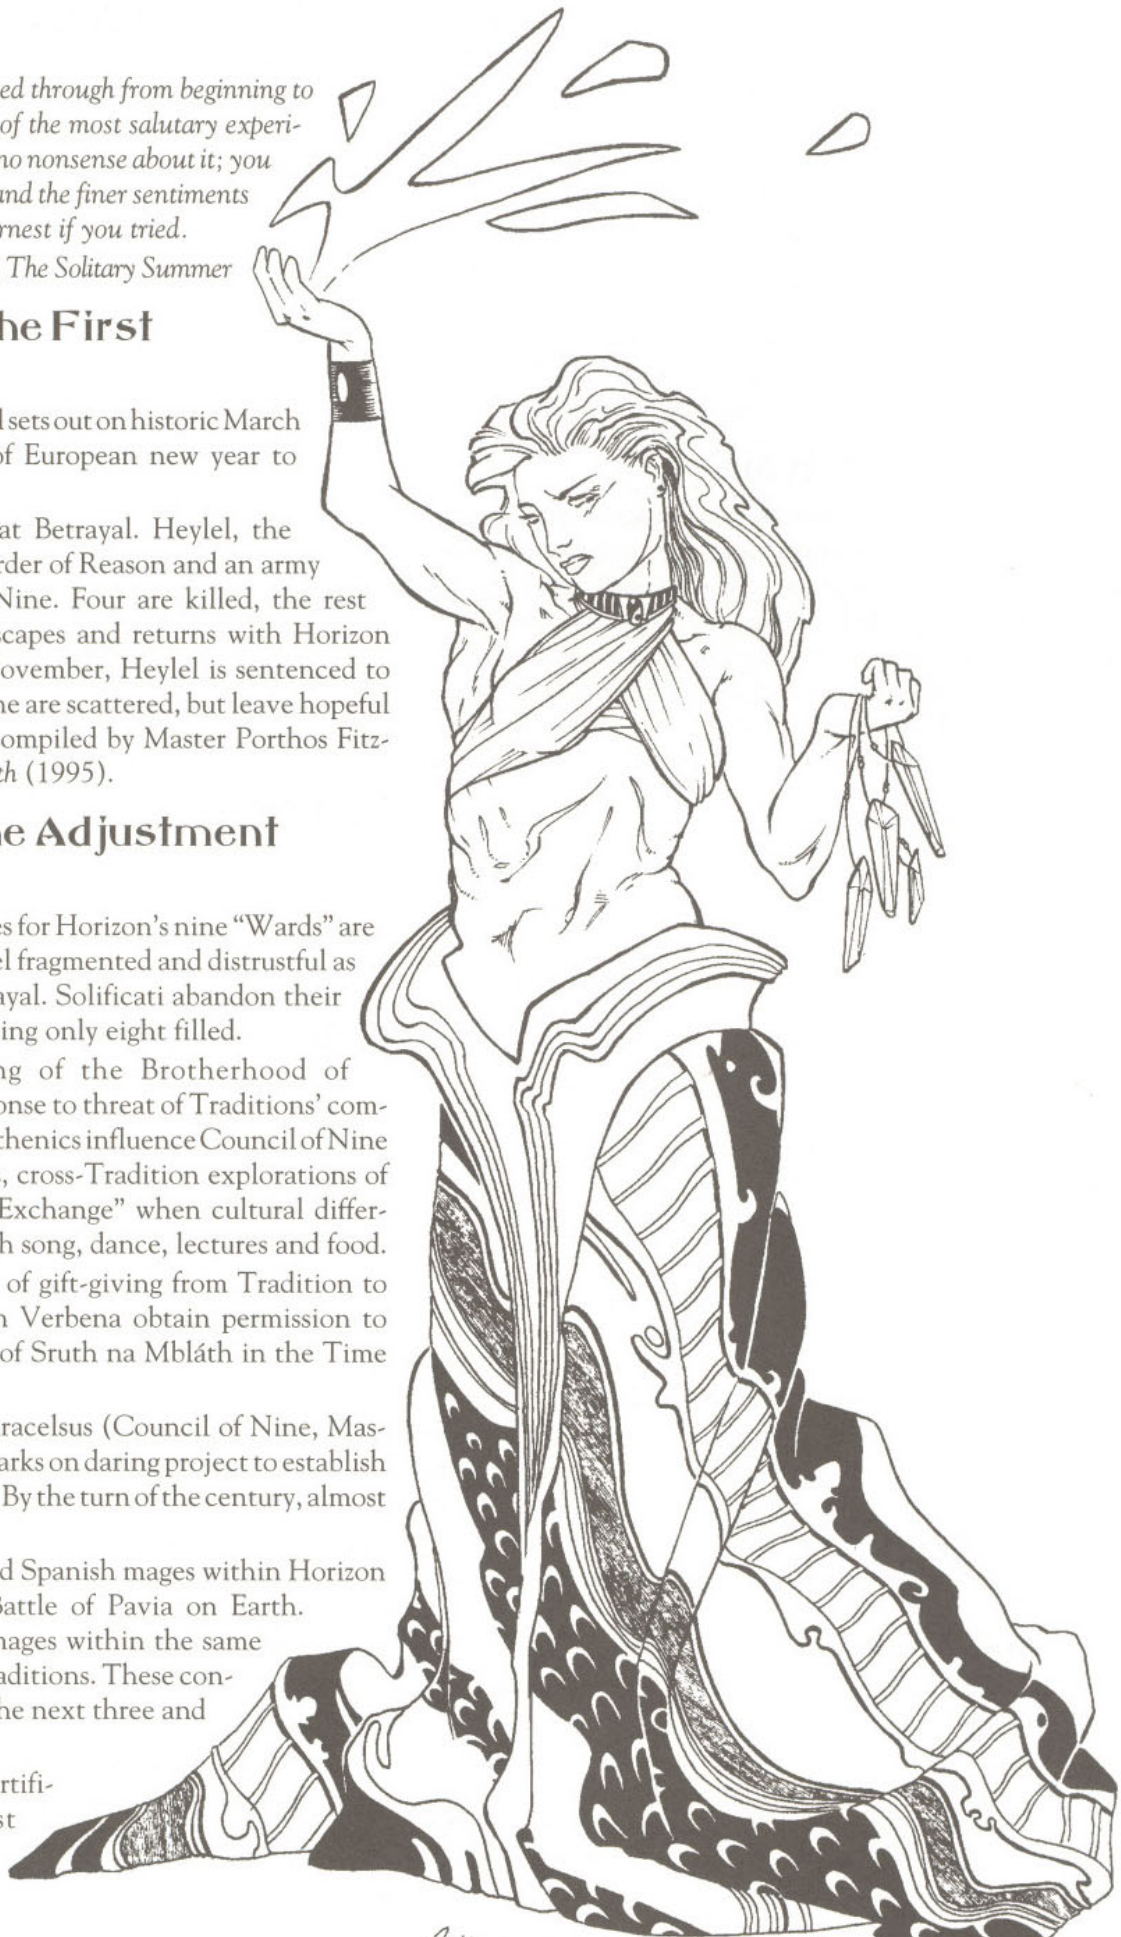 ed through from beginning to
of the most salutary experi-
no nonsense about it; you
and the finer sentiments
rnest if you tried.
The Solitary Summer
he First
l sets out on historic March
of European new year to
at Betrayal. Heylel, the
rder of Reason and an army
Nine. Four are killed, the rest
scapes and returns with Horizon
ovember, Heylel is sentenced to
ne are scattered, but leave hopeful
ompiled by Master Porthos Fitz-
th (1995).
e Adjustment
es for Horizon's nine “Wards” are
el fragmented and distrustful as
ayal. Solificati abandon their
ing only eight filled.
ng of the Brotherhood of
onse to threat of Traditions' com-
thenics influence Council of Nine
, cross-Tradition explorations of
Exchange” when cultural differ-
h song, dance, lectures and food.
of gift-giving from Tradition to
n Verbena obtain permission to
of Sruth na Mbláth in the Time
racelsus (Council of Nine, Mas-
arks on daring project to establish
By the turn of the century, almost
d Spanish mages within Horizon
Battle of Pavia on Earth.
nages within the same
aditions. These con-
he next three and
rtifi-
st